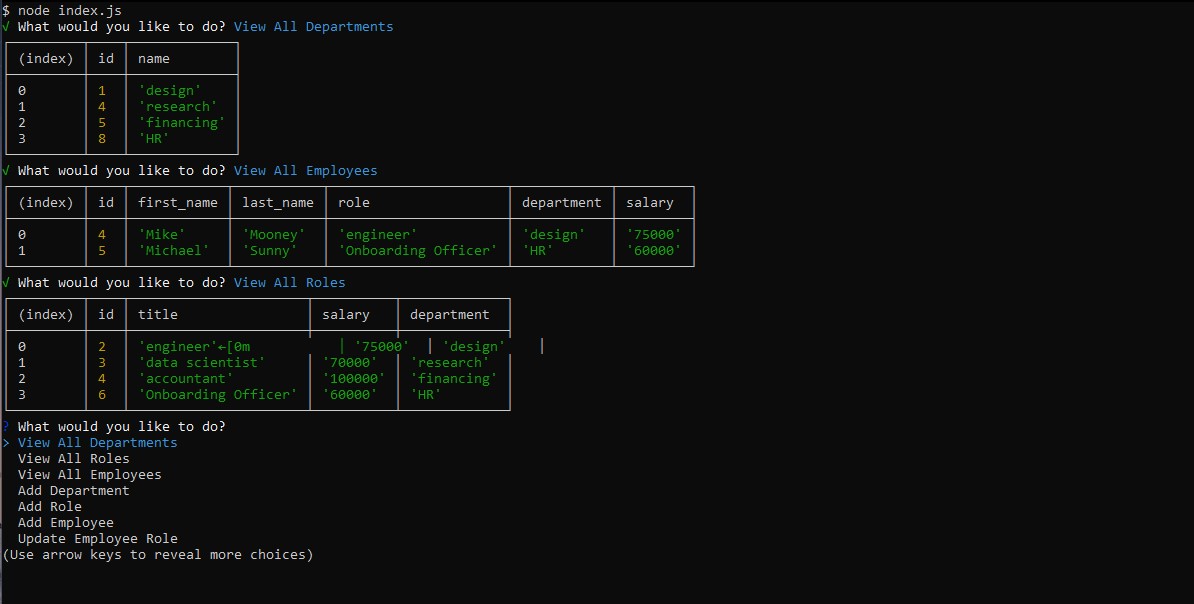 $ node index.js
√ What would you like to do? View All Departments
(index) id name
0 1 'design'
1 4 'research'
2 5 'financing'
3 8 'HR'
√ What would you like to do? View All Employees
(index) id first_name last_name role department salary
0 4 'Mike' 'Mooney' 'engineer' 'design' '75000'
1 5 'Michael' 'Sunny' 'Onboarding Officer' 'HR' '60000'
√ What would you like to do? View All Roles
(index) id title salary department
0 2 'engineer'←[0m │ '75000' │ 'design' │
1 3 'data scientist' '70000' 'research'
2 4 'accountant' '100000' 'financing'
3 6 'Onboarding Officer' '60000' 'HR'
? What would you like to do?
> View All Departments
View All Roles
View All Employees
Add Department
Add Role
Add Employee
Update Employee Role
(Use arrow keys to reveal more choices)